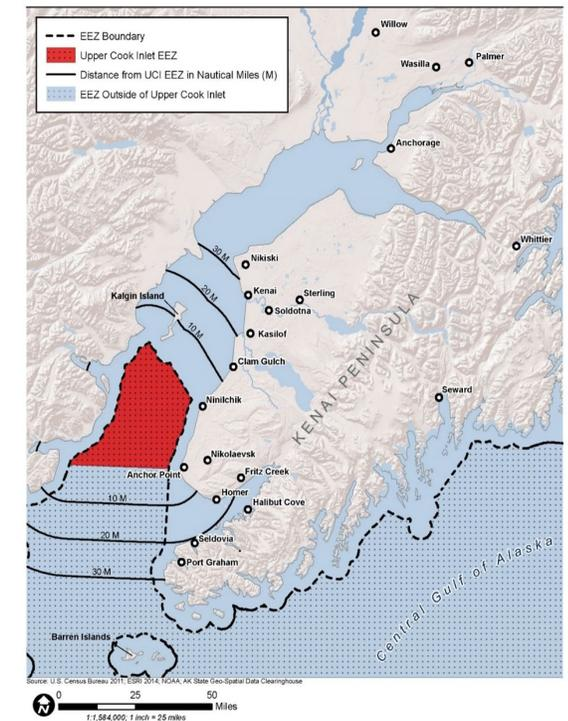 EEZ Boundary
Upper Cook Inlet EEZ
Distance from UCI EEZ in Nautical Miles (M)
EEZ Outside of Upper Cook Inlet
Willow
Wasilla
Palmer
Anchorage
Whittier
30 M
Nikiski
20 M
Kenai
Sterling
Kalgin Island
Soldotna
10 M
Kasilof
KENAI PENINSULA
Clam Gulch
Seward
Ninilchik
Nikolaevsk
Anchor Point
Fritz Creek
10 M
Homer
Halibut Cove
20 M
Seldovia
Port Graham
30 M
Central Gulf of Alaska
Barren Islands
Source: U.S. Census Bureau 2011; ESRI 2014; NOAA; AK State Geo-Spatial Data Clearinghouse
N
0 25 50
Miles
1:1,584,000; 1 inch = 25 miles